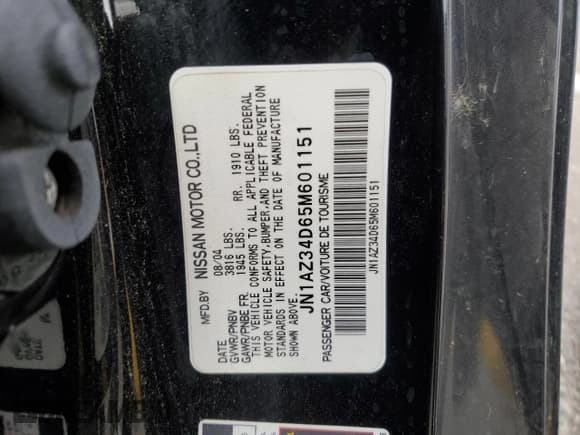 MFD.BY NISSAN MOTOR CO.,LTD
DATE 08/04
GVWR/PNBV 3816 LBS.
GAWR/PNBE FR. 1945 LBS. RR. 1910 LBS.
THIS VEHICLE CONFORMS TO ALL APPLICABLE FEDERAL
MOTOR VEHICLE SAFETY,BUMPER,AND THEFT PREVENTION
STANDARDS IN EFFECT ON THE DATE OF MANUFACTURE
SHOWN ABOVE.
JN1AZ34D65M601151
PASSENGER CAR/VOITURE DE TOURISME
JN1AZ34D65M601151